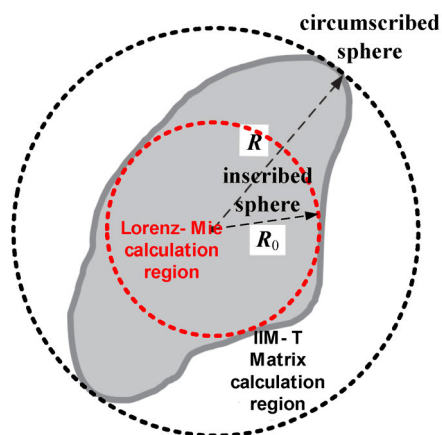 circumscribed
sphere
R
inscribed
sphere
Lorenz- Mie
calculation
region
R₀
IIM- T
Matrix
calculation
region